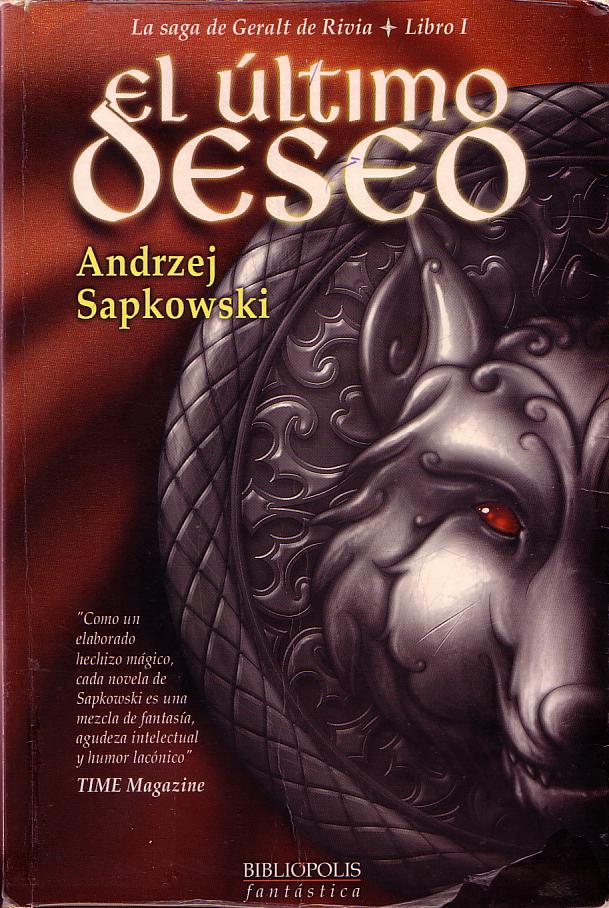 La saga de Geralt de Rivia Libro I
el último
deseo
Andrzej
Sapkowski
"Como un
elaborado
hechizo mágico,
cada novela de
Sapkowski es una
mezcla de fantasía,
agudeza intelectual
y humor lacónico"
TIME Magazine
BIBLIÓPOLIS
fantástica